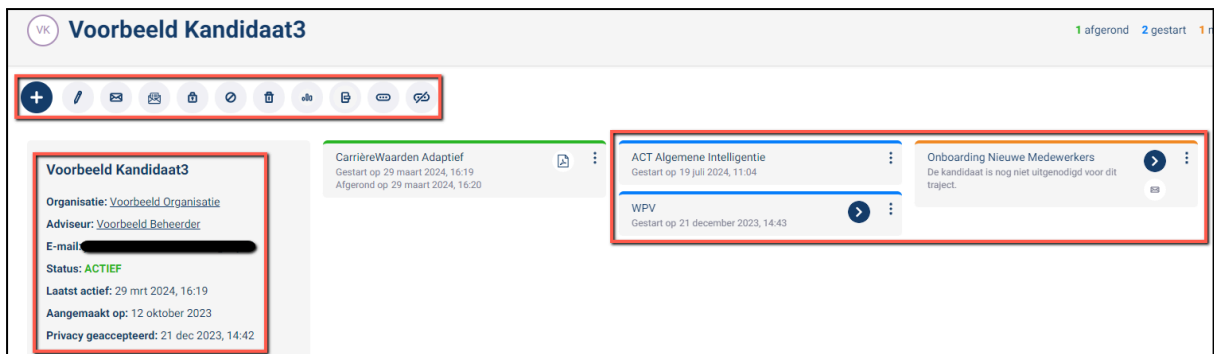 VK Voorbeeld Kandidaat3
1 afgerond 2 gestart 1
Voorbeeld Kandidaat3
Organisatie: Voorbeeld Organisatie
Adviseur: Voorbeeld Beheerder
E-mail:
Status: ACTIEF
Laatst actief: 29 mrt 2024, 16:19
Aangemaakt op: 12 oktober 2023
Privacy geaccepteerd: 21 dec 2023, 14:42
CarrièreWaarden Adaptief
Gestart op 29 maart 2024, 16:19
Afgerond op 29 maart 2024, 16:20
ACT Algemene Intelligentie
Gestart op 19 juli 2024, 11:04
WPV
Gestart op 21 december 2023, 14:43
Onboarding Nieuwe Medewerkers
De kandidaat is nog niet uitgenodigd voor dit
traject.